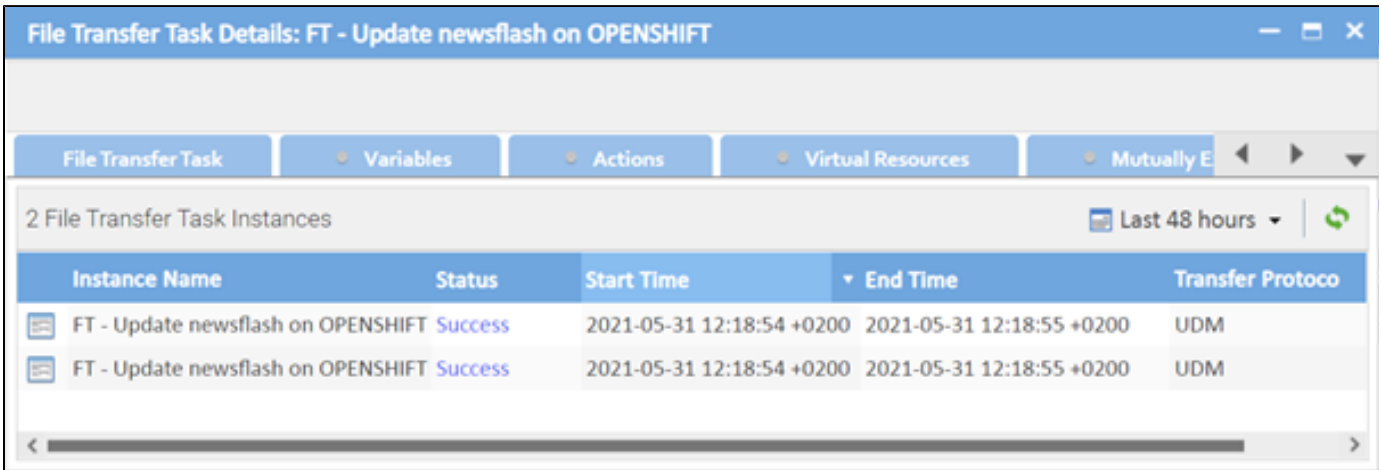 File Transfer Task Details: FT - Update newsflash on OPENSHIFT
File Transfer Task Variables Actions Virtual Resources Mutually E
2 File Transfer Task Instances Last 48 hours
Instance Name Status Start Time End Time Transfer Protoco
FT - Update newsflash on OPENSHIFT Success 2021-05-31 12:18:54 +0200 2021-05-31 12:18:55 +0200 UDM
FT - Update newsflash on OPENSHIFT Success 2021-05-31 12:18:54 +0200 2021-05-31 12:18:55 +0200 UDM